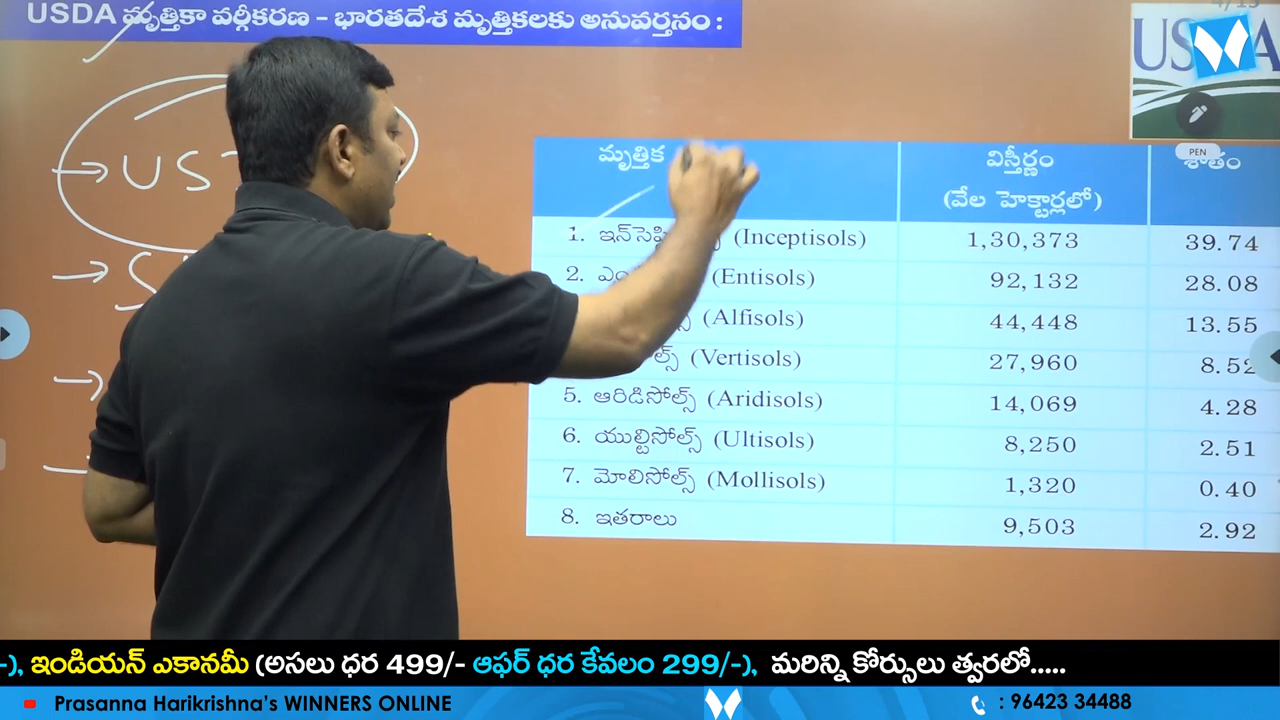 USDA మృత్తికా వర్గీకరణ – భారతదేశ మృత్తికలకు అనువర్తనం :
4/15
US A
→ US
→ S
PEN
మృత్తిక విస్తీర్ణం శాతం
(వేల హెక్టార్లలో)
1. (Inceptisols) 1,30,373 39.74
2. (Entisols) 92,132 28.08
(Alfisols) 44,448 13.55
(Vertisols) 27,960 8.52
5. ఆరిడిసోల్స్ (Aridisols) 14,069 4.28
6. యుల్టిసోల్స్ (Ultisols) 8,250 2.51
7. మోలిసోల్స్ (Mollisols) 1,320 0.40
8. ఇతరాలు 9,503 2.92
-), ఇండియన్ ఎకానమీ (అసలు ధర 499/- ఆఫర్ ధర కేవలం 299/-), మరిన్ని కోర్సులు త్వరలో.....
Prasanna Harikrishna's WINNERS ONLINE : 96423 34488